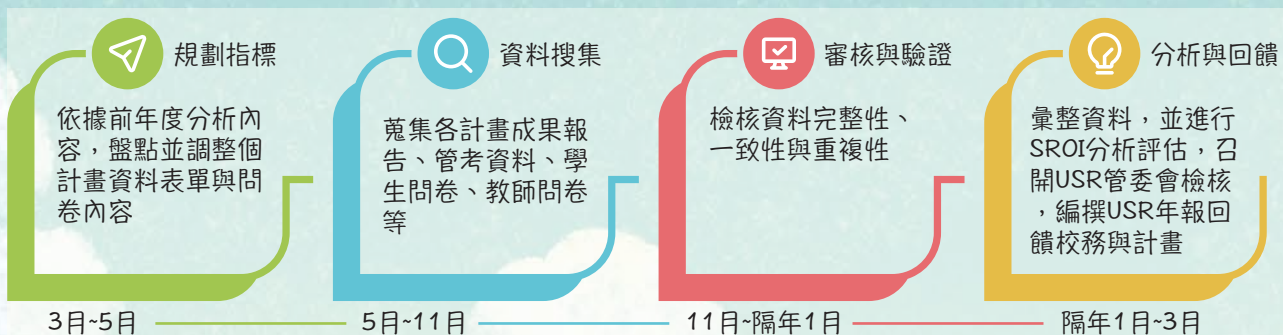 規劃指標
依據前年度分析內
容，盤點並調整個
計畫資料表單與問
卷內容
資料搜集
蒐集各計畫成果報
告、管考資料、學
生問卷、教師問卷
等
審核與驗證
檢核資料完整性、
一致性與重複性
分析與回饋
彙整資料，並進行
SROI分析評估，召
開USR管委會檢核
，編撰USR年報回
饋校務與計畫
3月~5月
5月~11月
11月~隔年1月
隔年1月~3月